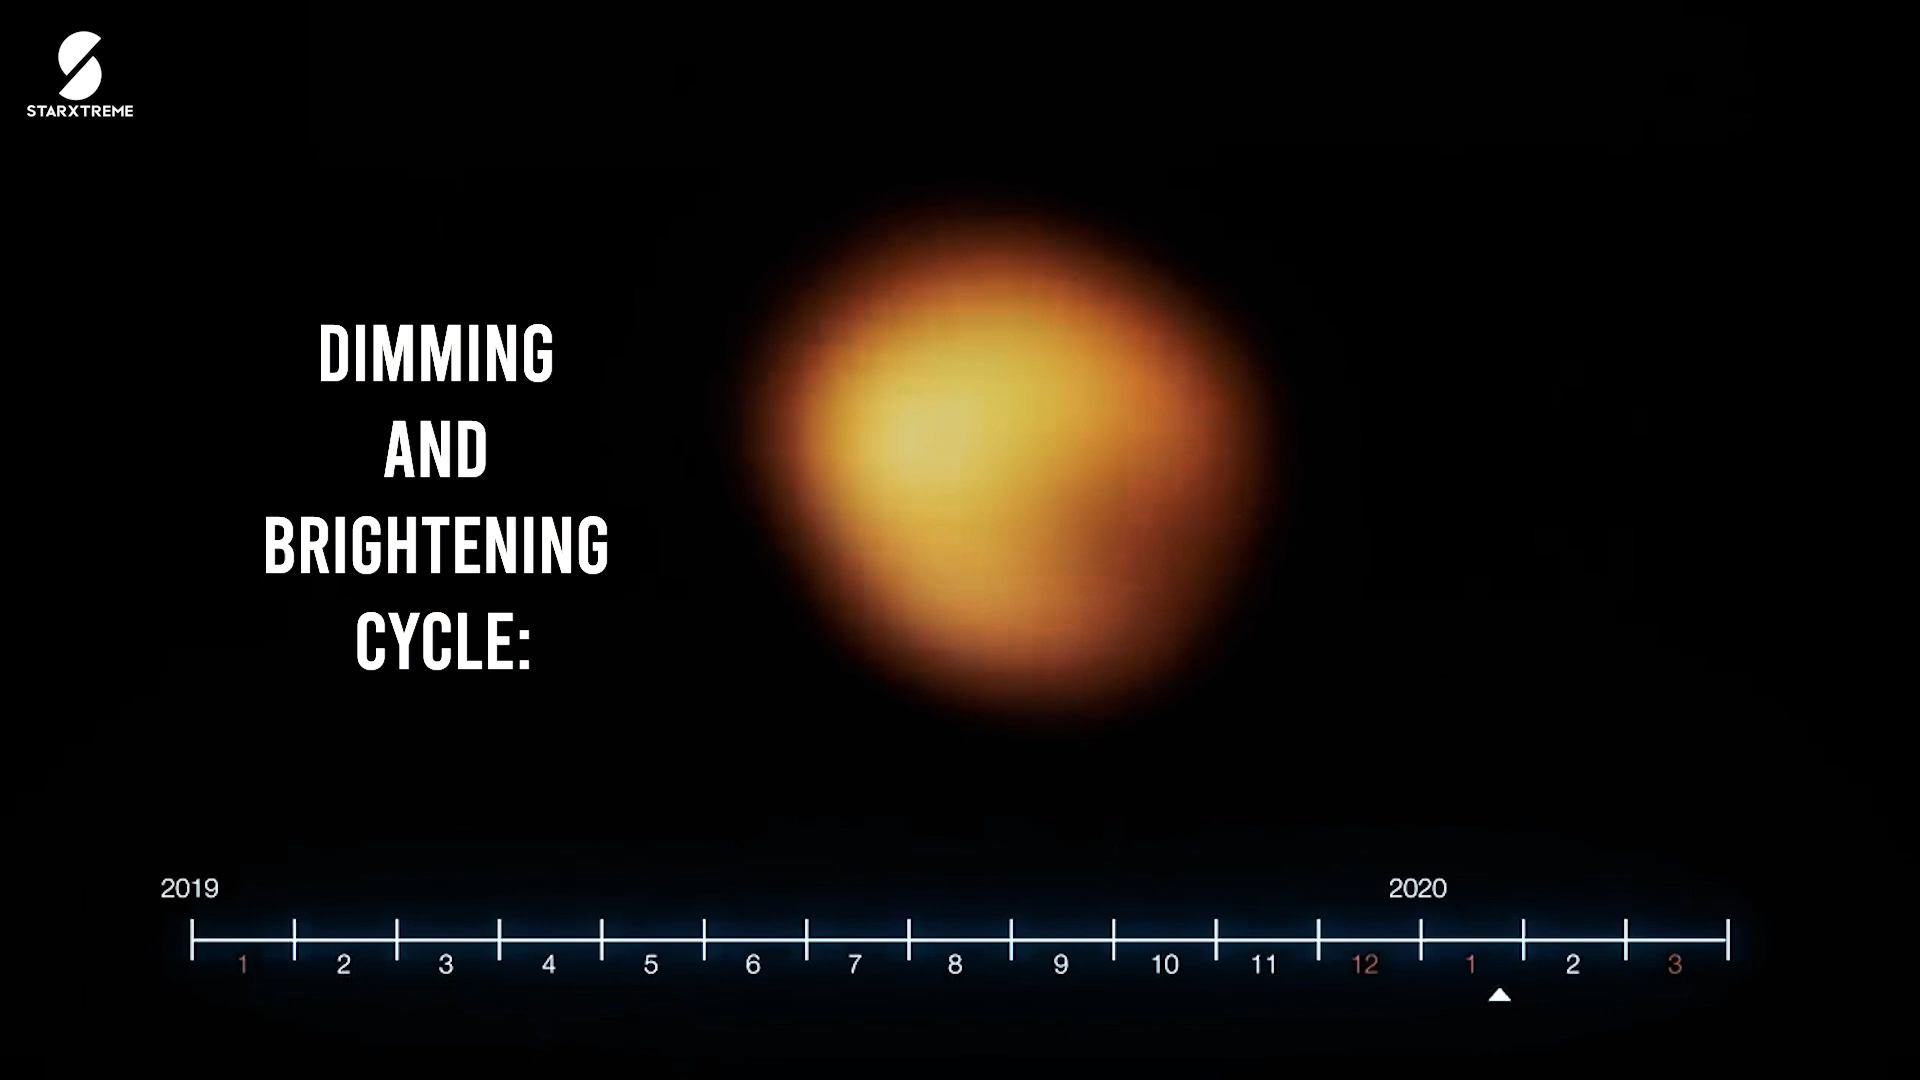 STARXTREME
DIMMING
AND
BRIGHTENING
CYCLE:
2019 2020
1 2 3 4 5 6 7 8 9 10 11 12 1 2 3